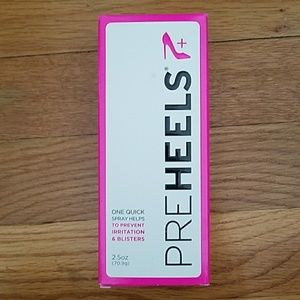 PREHEELS®
+
ONE QUICK
SPRAY HELPS
TO PREVENT
IRRITATION
& BLISTERS
2.5oz
(70.9g)